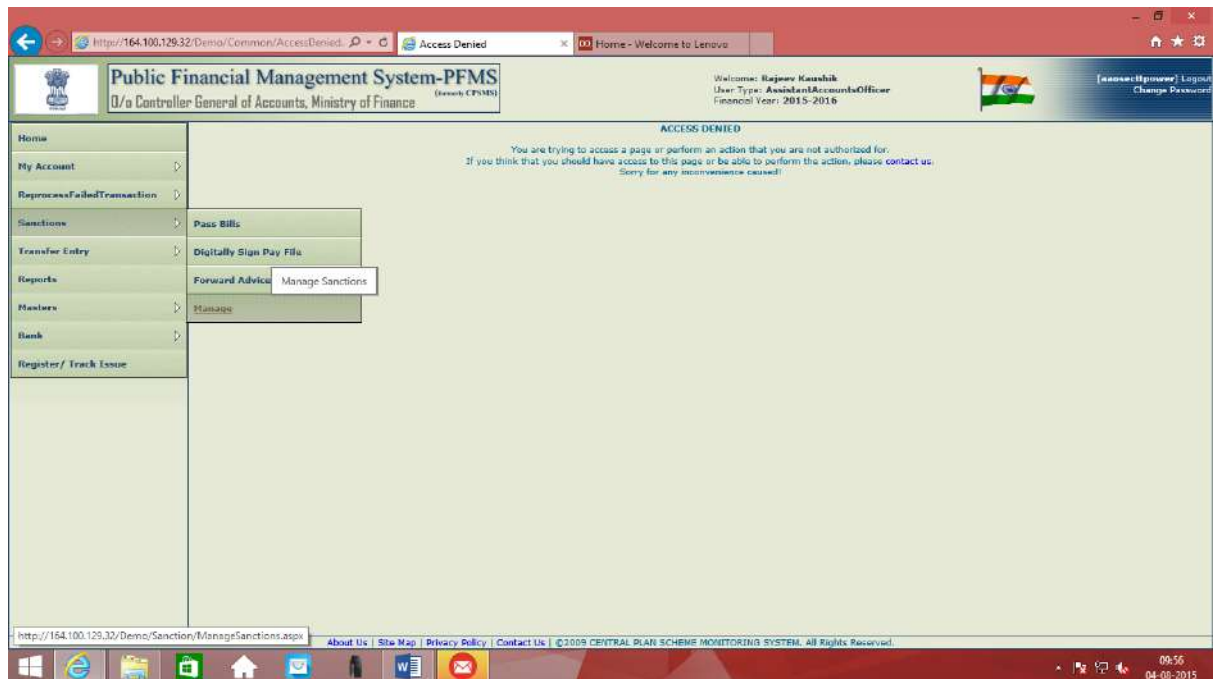 http://164.100.129.32/Demo/Common/AccessDenied.
Access Denied
Home - Welcome to Lenovo
Public Financial Management System-PFMS
(formerly CPSMS)
O/o Controller General of Accounts, Ministry of Finance
Welcome: Rajeev Kaushik
User Type: AssistantAccountsOfficer
Financial Year: 2015-2016
[aaosecttpower] Logout
Change Password
Home
My Account
ReprocessFailedTransaction
Sanctions
Transfer Entry
Reports
Masters
Bank
Register/ Track Issue
Pass Bills
Digitally Sign Pay File
Forward Advice
Manage Sanctions
Manage
ACCESS DENIED
You are trying to access a page or perform an action that you are not authorized for.
If you think that you should have access to this page or be able to perform the action, please contact us.
Sorry for any inconvenience caused!
http://164.100.129.32/Demo/Sanction/ManageSanctions.aspx
About Us | Site Map | Privacy Policy | Contact Us | ©2009 CENTRAL PLAN SCHEME MONITORING SYSTEM. All Rights Reserved.
09:56
04-08-2015